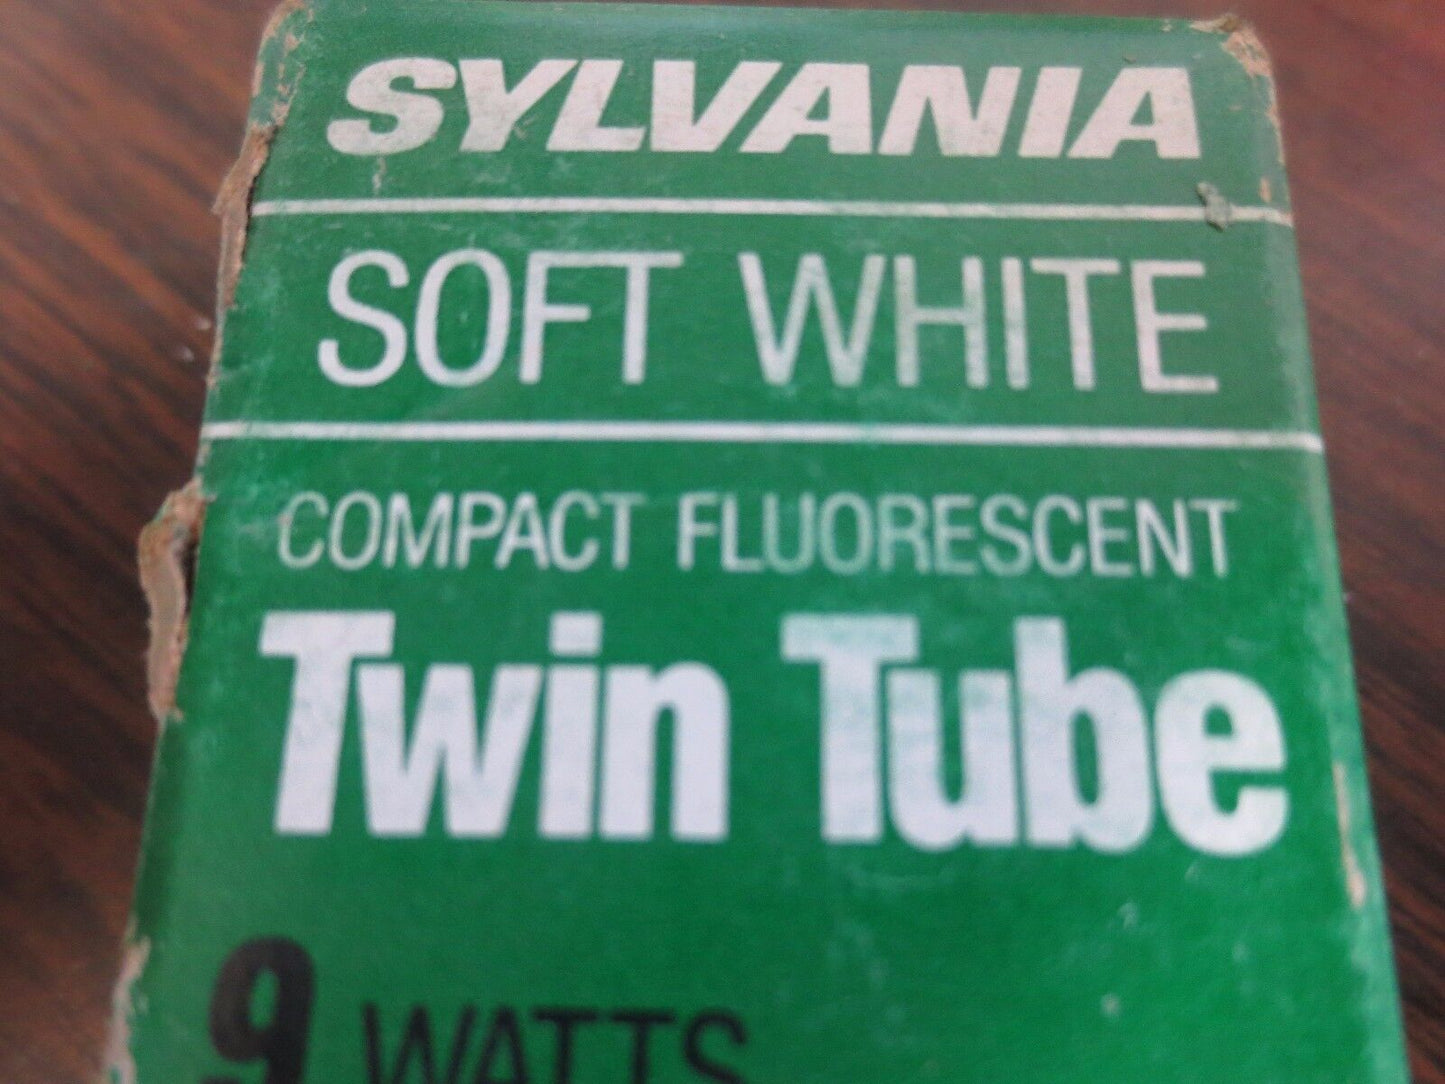 SYLVANIA
SOFT WHITE
COMPACT FLUORESCENT
Twin Tube
9 WATTS